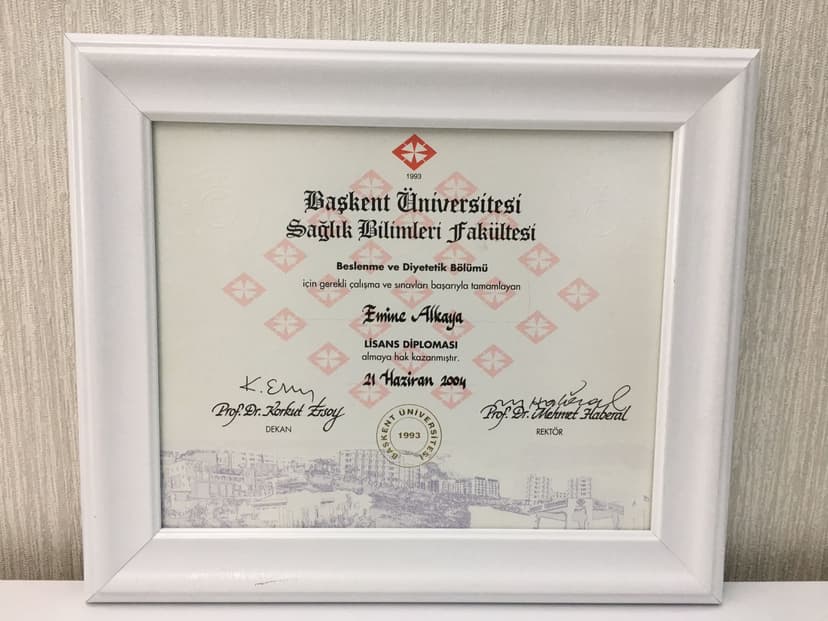 1993
Başkent Üniversitesi
Sağlık Bilimleri Fakültesi
Beslenme ve Diyetetik Bölümü
için gerekli çalışma ve sınavları başarıyla tamamlayan
Emine Alkaya
LİSANS DİPLOMASI
almaya hak kazanmıştır.
21 Haziran 2004
K. Ersoy
Prof. Dr. Korkut Ersoy
DEKAN
M Haberal
Prof. Dr. Mehmet Haberal
REKTÖR
BAŞKENT ÜNİVERSİTESİ
1993